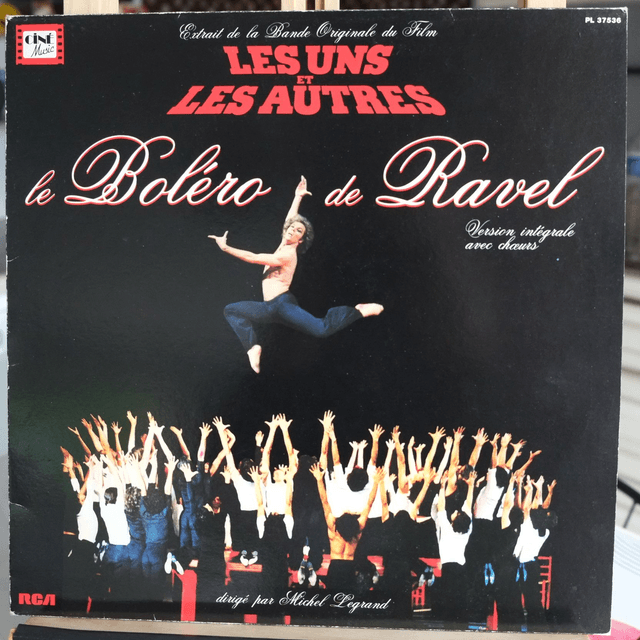 CINÉ
Music
Extrait de la Bande Originale du Film
PL 37536
LES UNS
ET
LES AUTRES
le Boléro de Ravel
Version intégrale
avec chœurs
RCA
dirigé par Michel Legrand